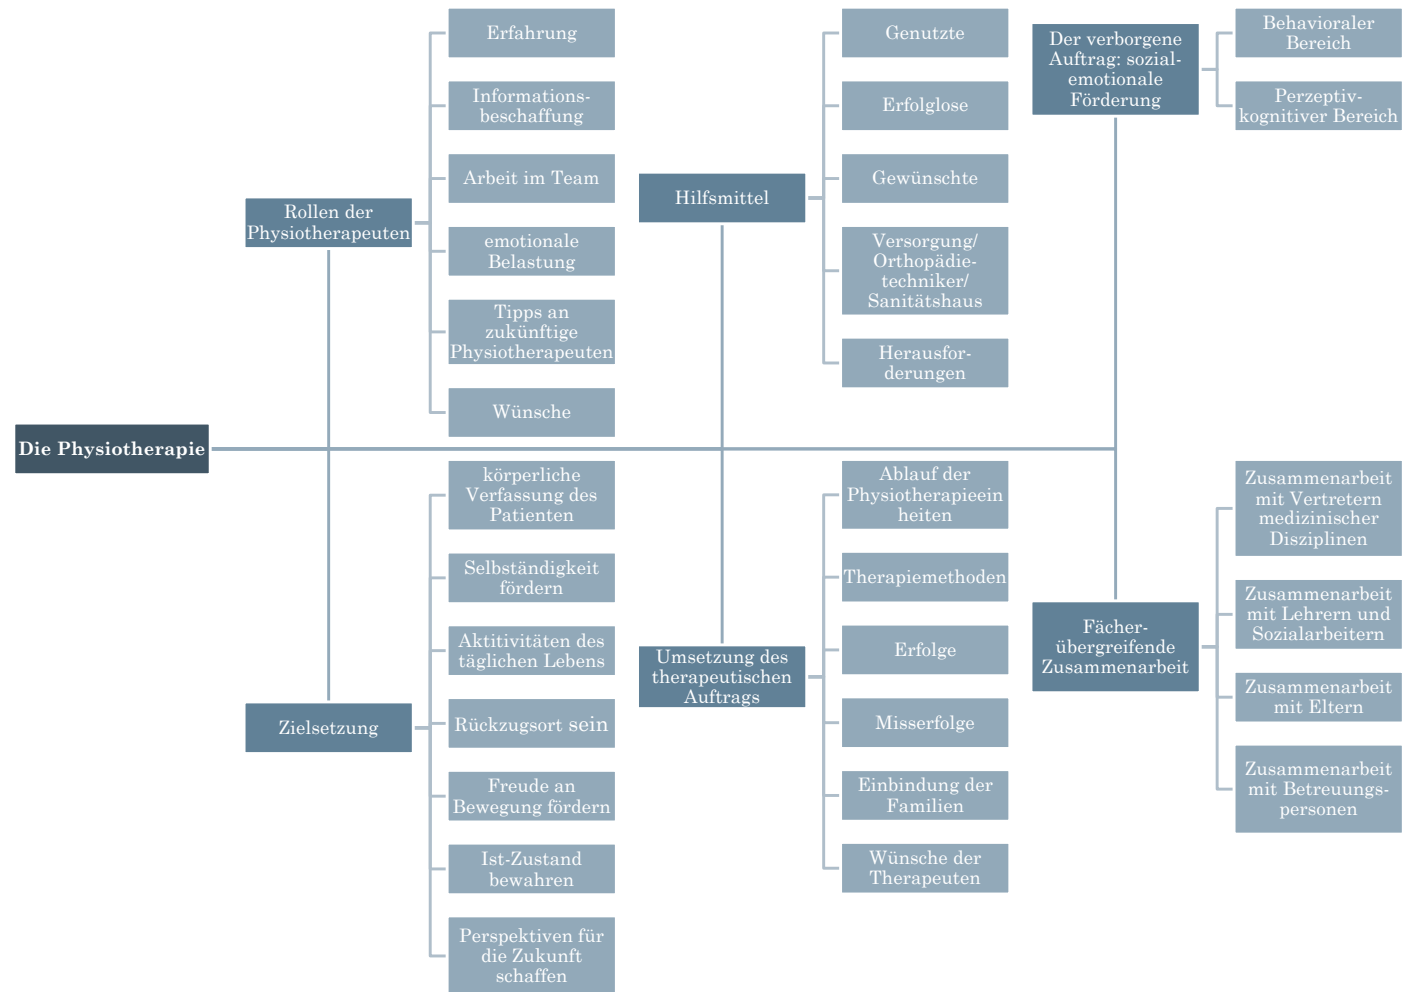 Die Physiotherapie
Rollen der
Physiotherapeuten
Erfahrung
Informations-
beschaffung
Arbeit im Team
emotionale
Belastung
Tipps an
zukünftige
Physiotherapeuten
Wünsche
Zielsetzung
körperliche
Verfassung des
Patienten
Selbständigkeit
fördern
Aktitivitäten des
täglichen Lebens
Rückzugsort sein
Freude an
Bewegung fördern
Ist-Zustand
bewahren
Perspektiven für
die Zukunft
schaffen
Hilfsmittel
Genutzte
Erfolglose
Gewünschte
Versorgung/
Orthopädie-
techniker/
Sanitätshaus
Herausfor-
derungen
Umsetzung des
therapeutischen
Auftrags
Ablauf der
Physiotherapieein
heiten
Therapiemethoden
Erfolge
Misserfolge
Einbindung der
Familien
Wünsche der
Therapeuten
Der verborgene
Auftrag: sozial-
emotionale
Förderung
Behavioraler
Bereich
Perzeptiv-
kognitiver Bereich
Fächer-
übergreifende
Zusammenarbeit
Zusammenarbeit
mit Vertretern
medizinischer
Disziplinen
Zusammenarbeit
mit Lehrern und
Sozialarbeitern
Zusammenarbeit
mit Eltern
Zusammenarbeit
mit Betreuungs-
personen